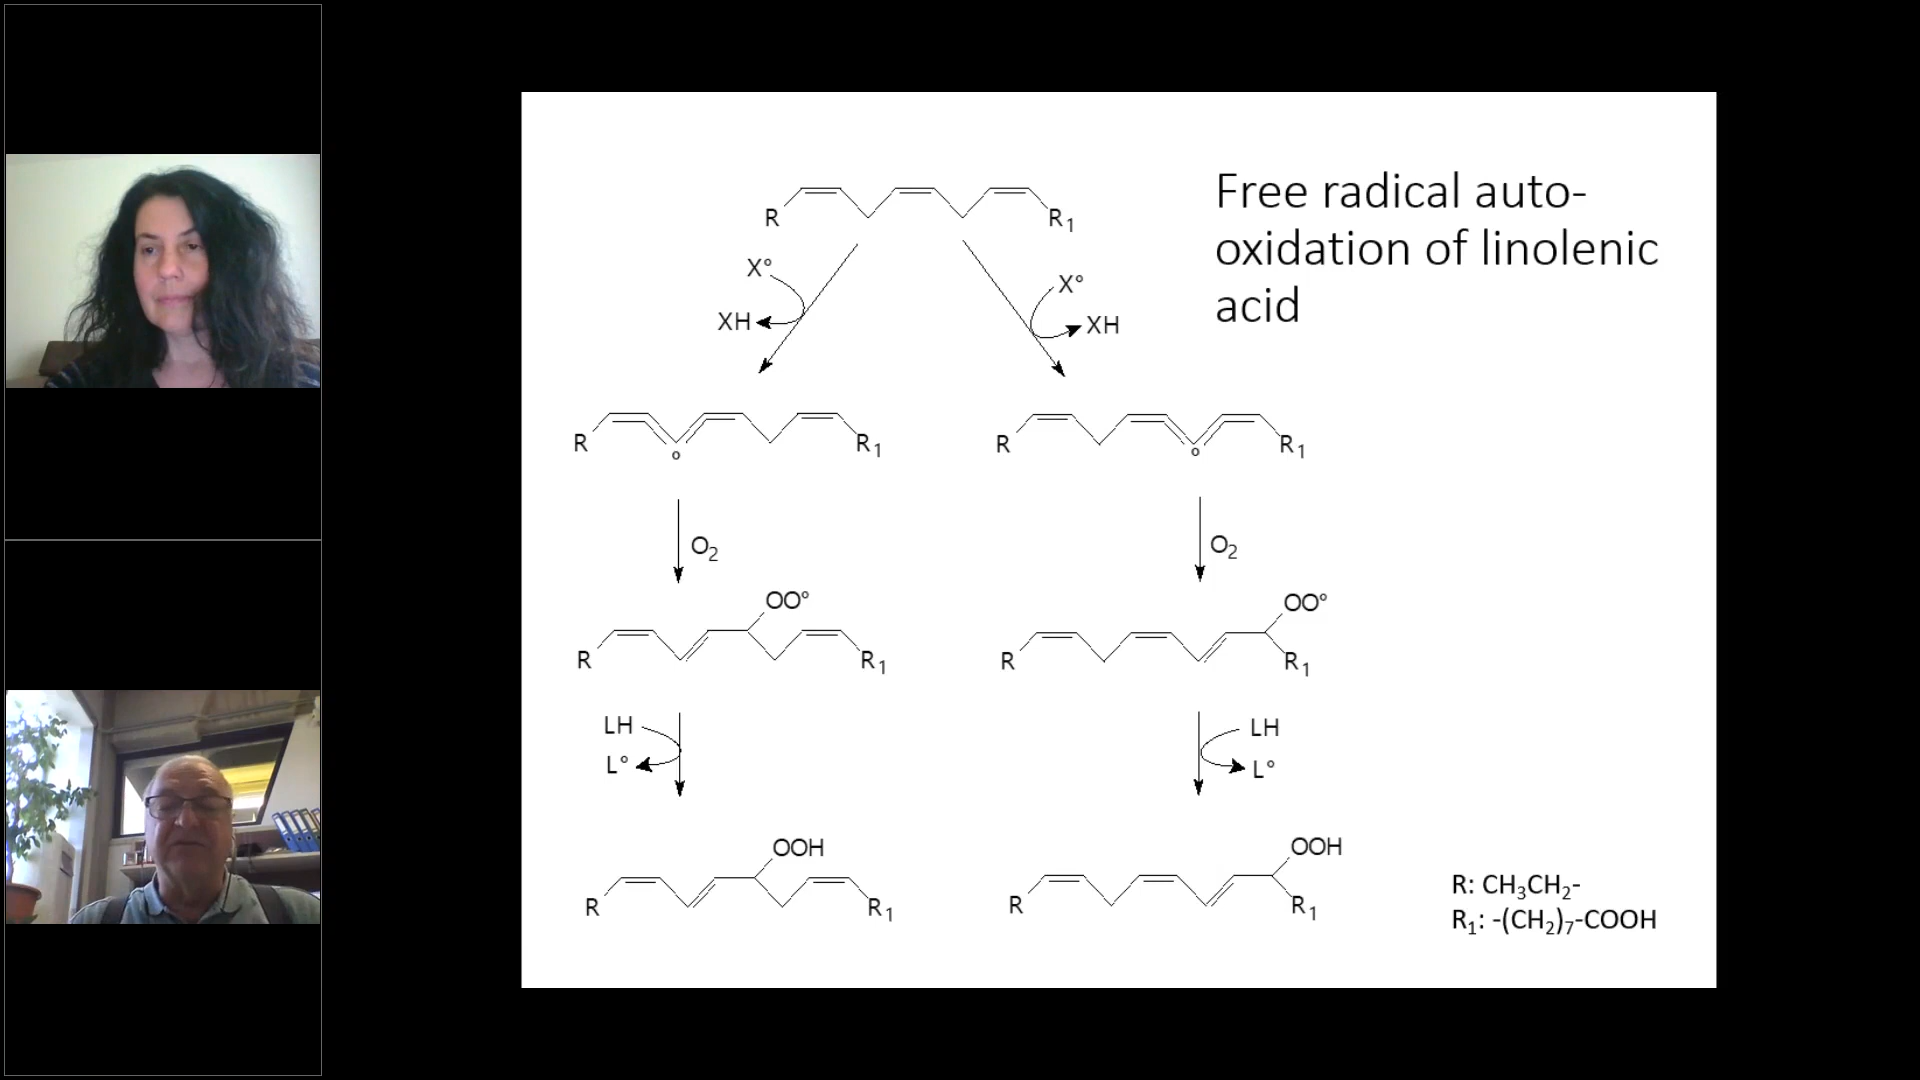 Free radical auto-
oxidation of linolenic
acid
R R₁
X° X°
XH XH
R R₁ R R₁
O₂ O₂
OO° OO°
R R₁ R R₁
LH LH
L° L°
OOH OOH
R R₁ R R₁
R: CH₃CH₂-
R₁: -(CH₂)₇-COOH